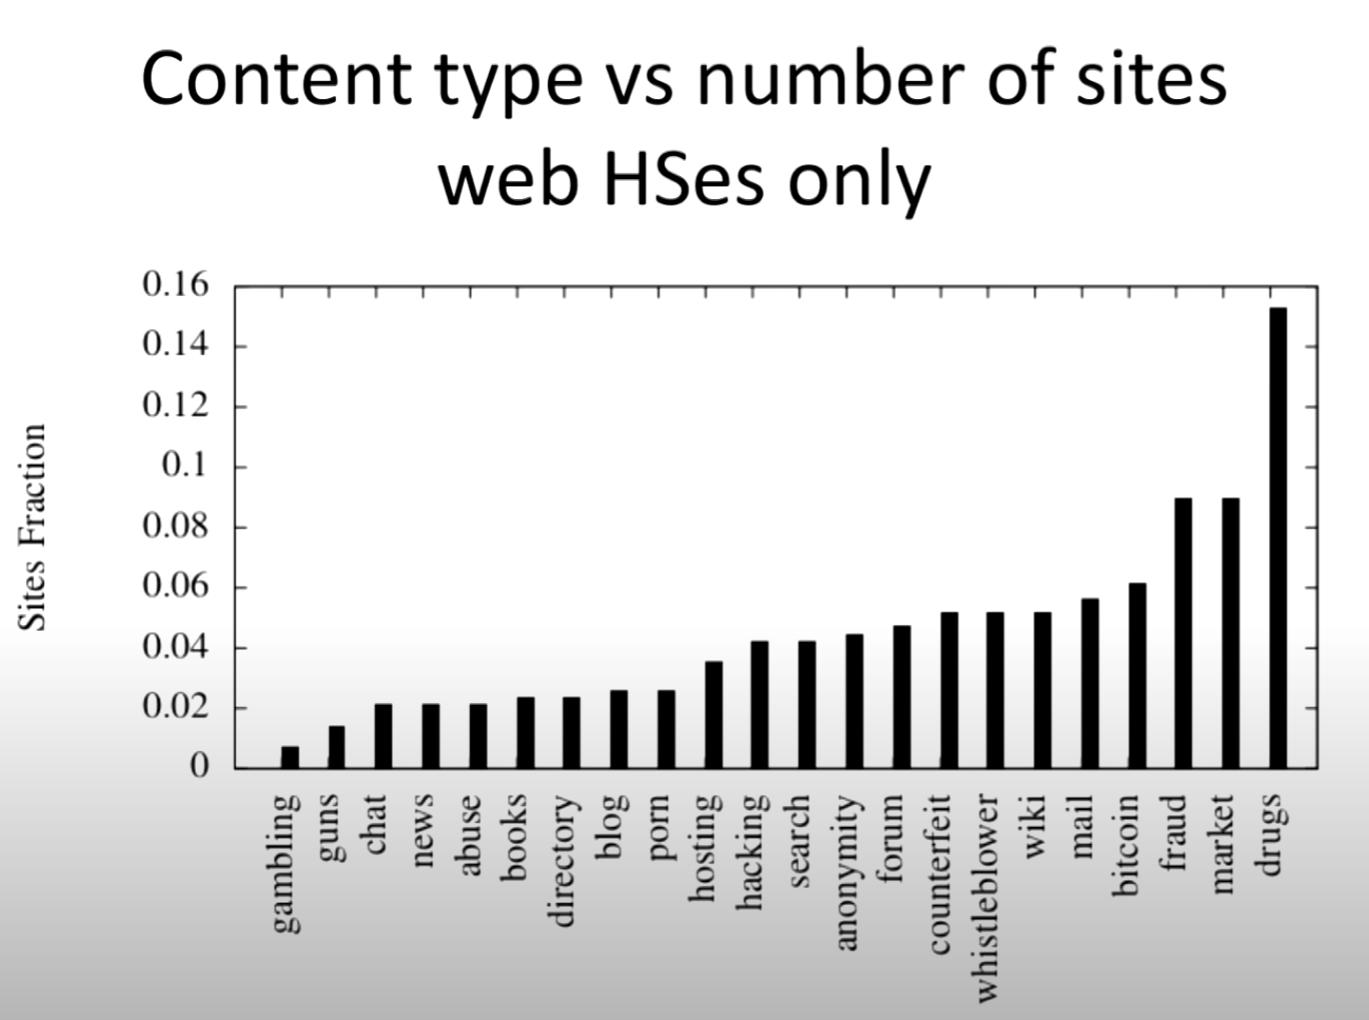 Content type vs number of sites
web HSes only
0.16
0.14
0.12
0.1
0.08
0.06
0.04
0.02
0
Sites Fraction
gambling
guns
chat
news
abuse
books
directory
blog
porn
hosting
hacking
search
anonymity
forum
counterfeit
whistleblower
wiki
mail
bitcoin
fraud
market
drugs